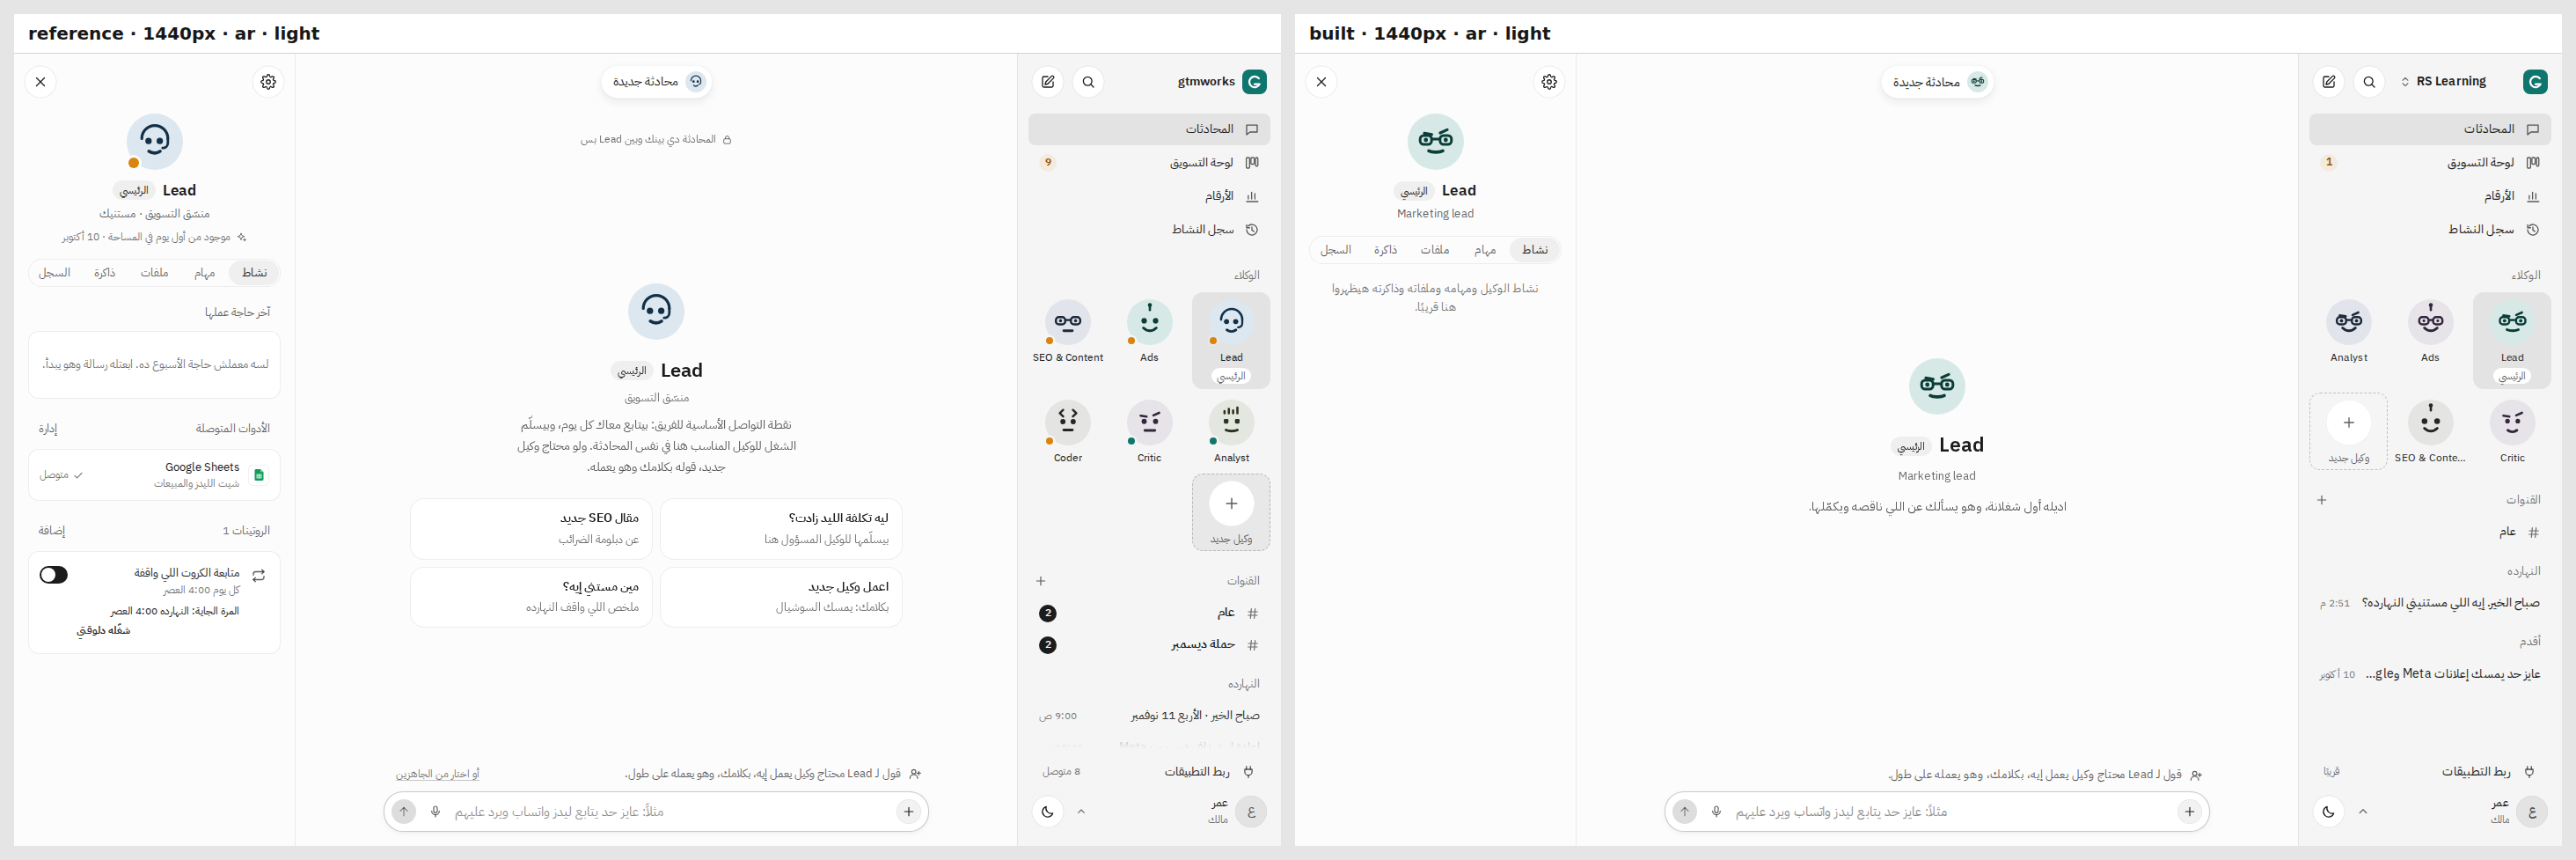 reference · 1440px · ar · light
gtmworks
المحادثات
لوحة التسويق
9
الأرقام
سجل النشاط
الوكلاء
Lead
الرئيسي
Ads
SEO & Content
Analyst
Critic
Coder
وكيل جديد
القنوات
عام
2
حملة ديسمبر
2
النهارده
صباح الخير · الأربع 11 نوفمبر
9:00 ص
ربط التطبيقات
8 متوصل
ع
عمر
مالك
محادثة جديدة
المحادثة دي بينك وبين Lead بس
Lead الرئيسي
منسّق التسويق
نقطة التواصل الأساسية للفريق: بيتابع معاك كل يوم، وبيسلّم
الشغل للوكيل المناسب هنا في نفس المحادثة. ولو محتاج وكيل
جديد، قوله بكلامك وهو يعمله.
ليه تكلفة الليد زادت؟
بيسلّمها للوكيل المسؤول هنا
مقال SEO جديد
عن دبلومة الضرائب
اعمل وكيل جديد
بكلامك: يمسك السوشيال
مين مستني إيه؟
ملخص اللي واقف النهارده
قول لـ Lead محتاج وكيل يعمل إيه، بكلامك، وهو يعمله على طول.
أو اختار من الجاهزين
مثلاً: عايز حد يتابع ليدز واتساب ويرد عليهم
Lead الرئيسي
منسّق التسويق · مستنيك
موجود من أول يوم في المساحة · 10 أكتوبر
نشاط
مهام
ملفات
ذاكرة
السجل
آخر حاجة عملها
لسه معملش حاجة الأسبوع ده. ابعتله رسالة وهو يبدأ.
الأدوات المتوصلة
إدارة
Google Sheets
شيت الليدز والمبيعات
متوصل
الروتينات 1
إضافة
متابعة الكروت اللي واقفة
كل يوم 4:00 العصر
المرة الجاية: النهارده 4:00 العصر
شغّله دلوقتي
built · 1440px · ar · light
RS Learning
المحادثات
لوحة التسويق
1
الأرقام
سجل النشاط
الوكلاء
Lead
الرئيسي
Ads
Analyst
Critic
SEO & Conte...
وكيل جديد
القنوات
عام
النهارده
صباح الخير. إيه اللي مستنيني النهارده؟
2:51 م
أقدم
عايز حد يمسك إعلانات Meta وgle...
10 أكتوبر
ربط التطبيقات
قريبًا
ع
عمر
مالك
محادثة جديدة
Lead الرئيسي
Marketing lead
اديله أول شغلانة، وهو يسألك عن اللي ناقصه ويكمّلها.
قول لـ Lead محتاج وكيل يعمل إيه، بكلامك، وهو يعمله على طول.
مثلاً: عايز حد يتابع ليدز واتساب ويرد عليهم
Lead الرئيسي
Marketing lead
نشاط
مهام
ملفات
ذاكرة
السجل
نشاط الوكيل ومهامه وملفاته وذاكرته هيظهروا
هنا قريبًا.